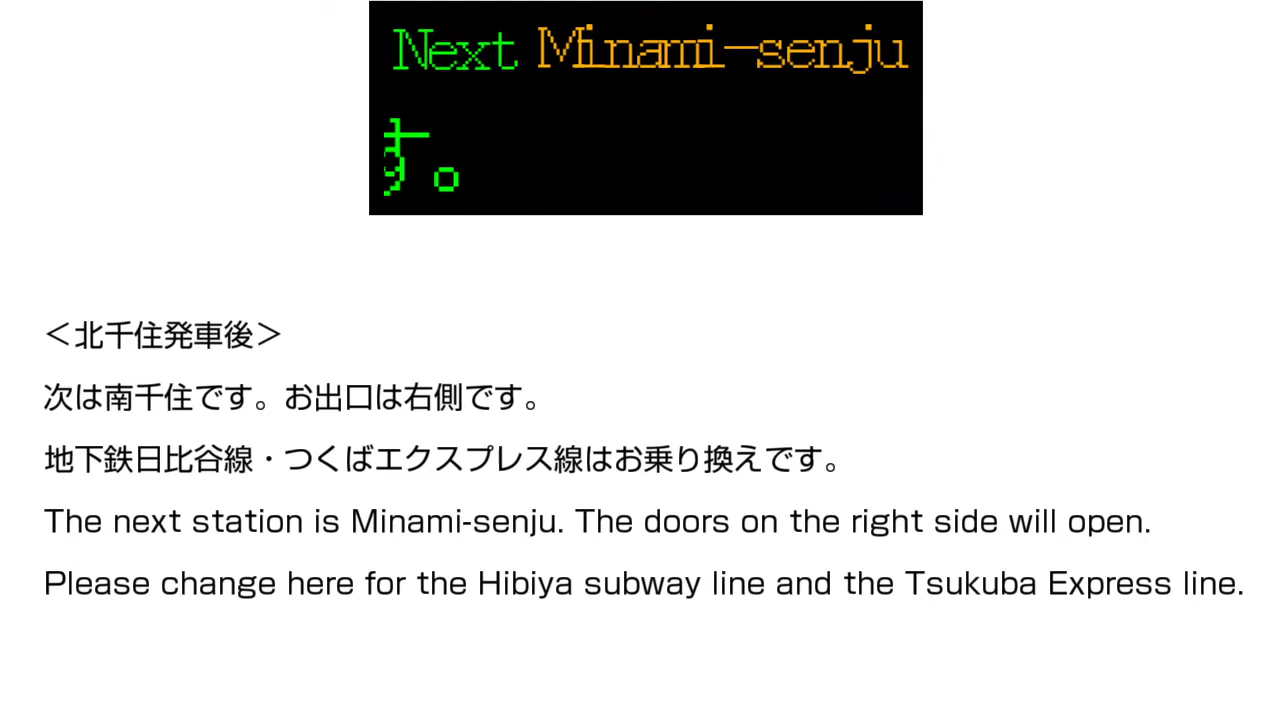 Next Minami-senju
す。
＜北千住発車後＞
次は南千住です。お出口は右側です。
地下鉄日比谷線・つくばエクスプレス線はお乗り換えです。
The next station is Minami-senju. The doors on the right side will open.
Please change here for the Hibiya subway line and the Tsukuba Express line.